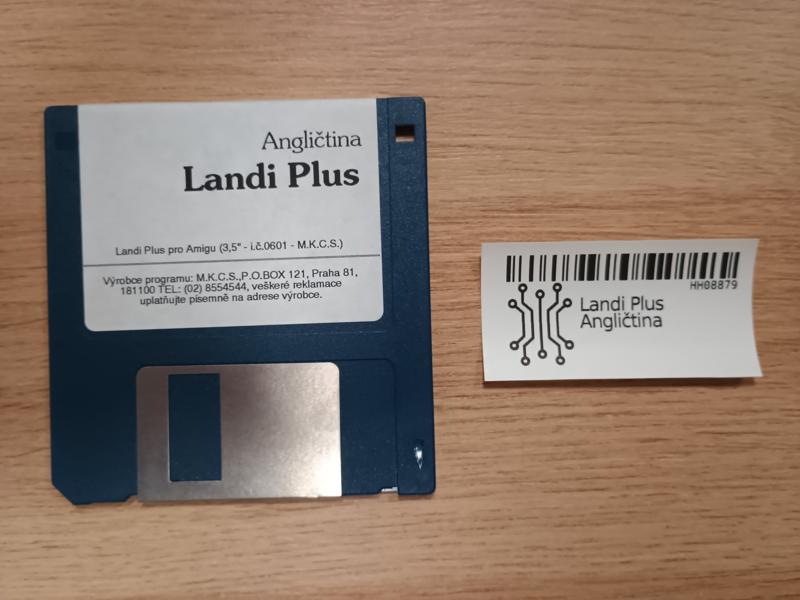 Angličtina
Landi Plus
Landi Plus pro Amigu (3,5" - i.č.0601 - M.K.C.S.)
Výrobce programu: M.K.C.S.,P.O.BOX 121, Praha 81,
181100 TEL: (02) 8554544, veškeré reklamace
uplatňujte písemně na adrese výrobce.
HH08879
Landi Plus
Angličtina